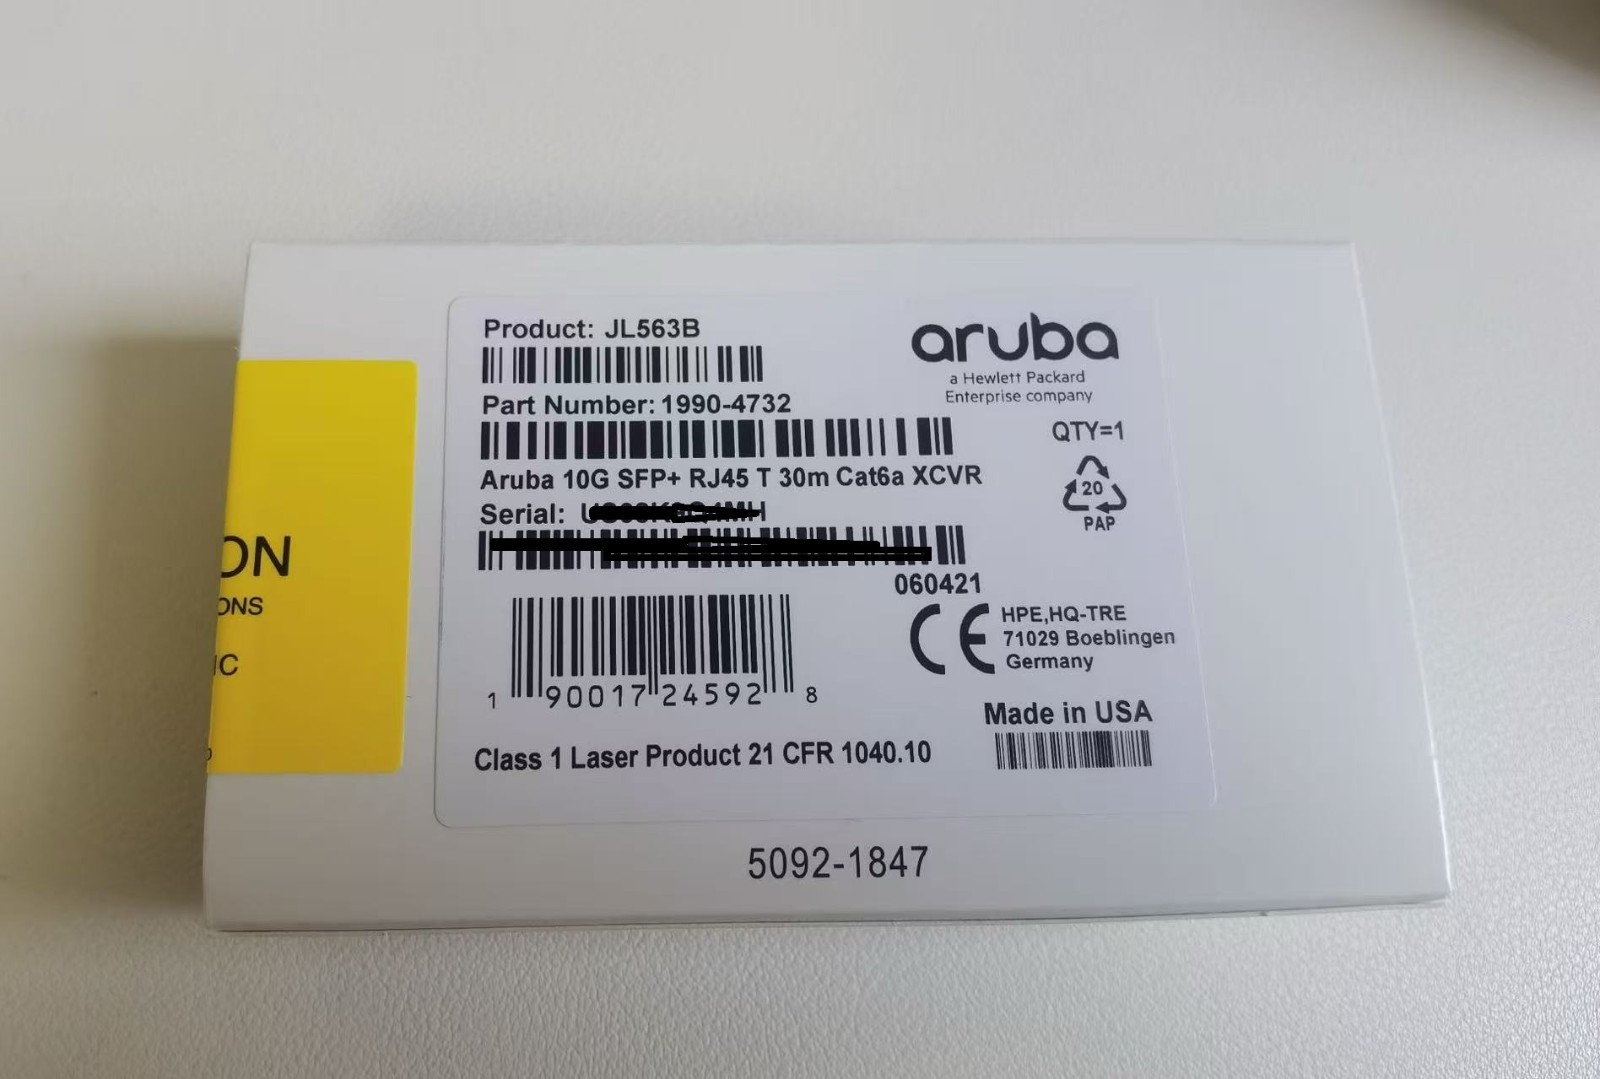 Product: JL563B
aruba
a Hewlett Packard
Enterprise company
Part Number: 1990-4732
QTY=1
Aruba 10G SFP+ RJ45 T 30m Cat6a XCVR
20
PAP
Serial:
060421
CE
HPE,HQ-TRE
71029 Boeblingen
Germany
1 90017 24592 8
Made in USA
Class 1 Laser Product 21 CFR 1040.10
5092-1847
ON
ONS
IC